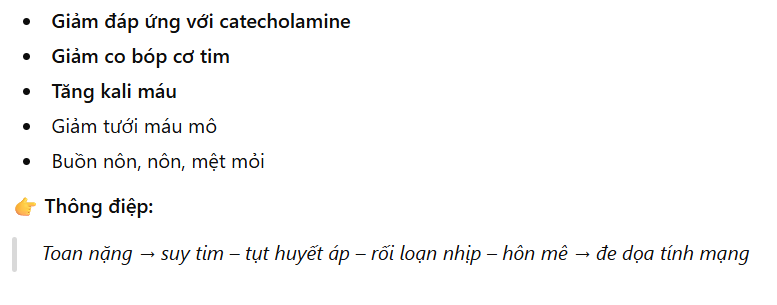 • Giảm đáp ứng với catecholamine
• Giảm co bóp cơ tim
• Tăng kali máu
• Giảm tưới máu mô
• Buồn nôn, nôn, mệt mỏi
👉 Thông điệp:
Toan nặng → suy tim – tụt huyết áp – rối loạn nhịp – hôn mê → đe dọa tính mạng